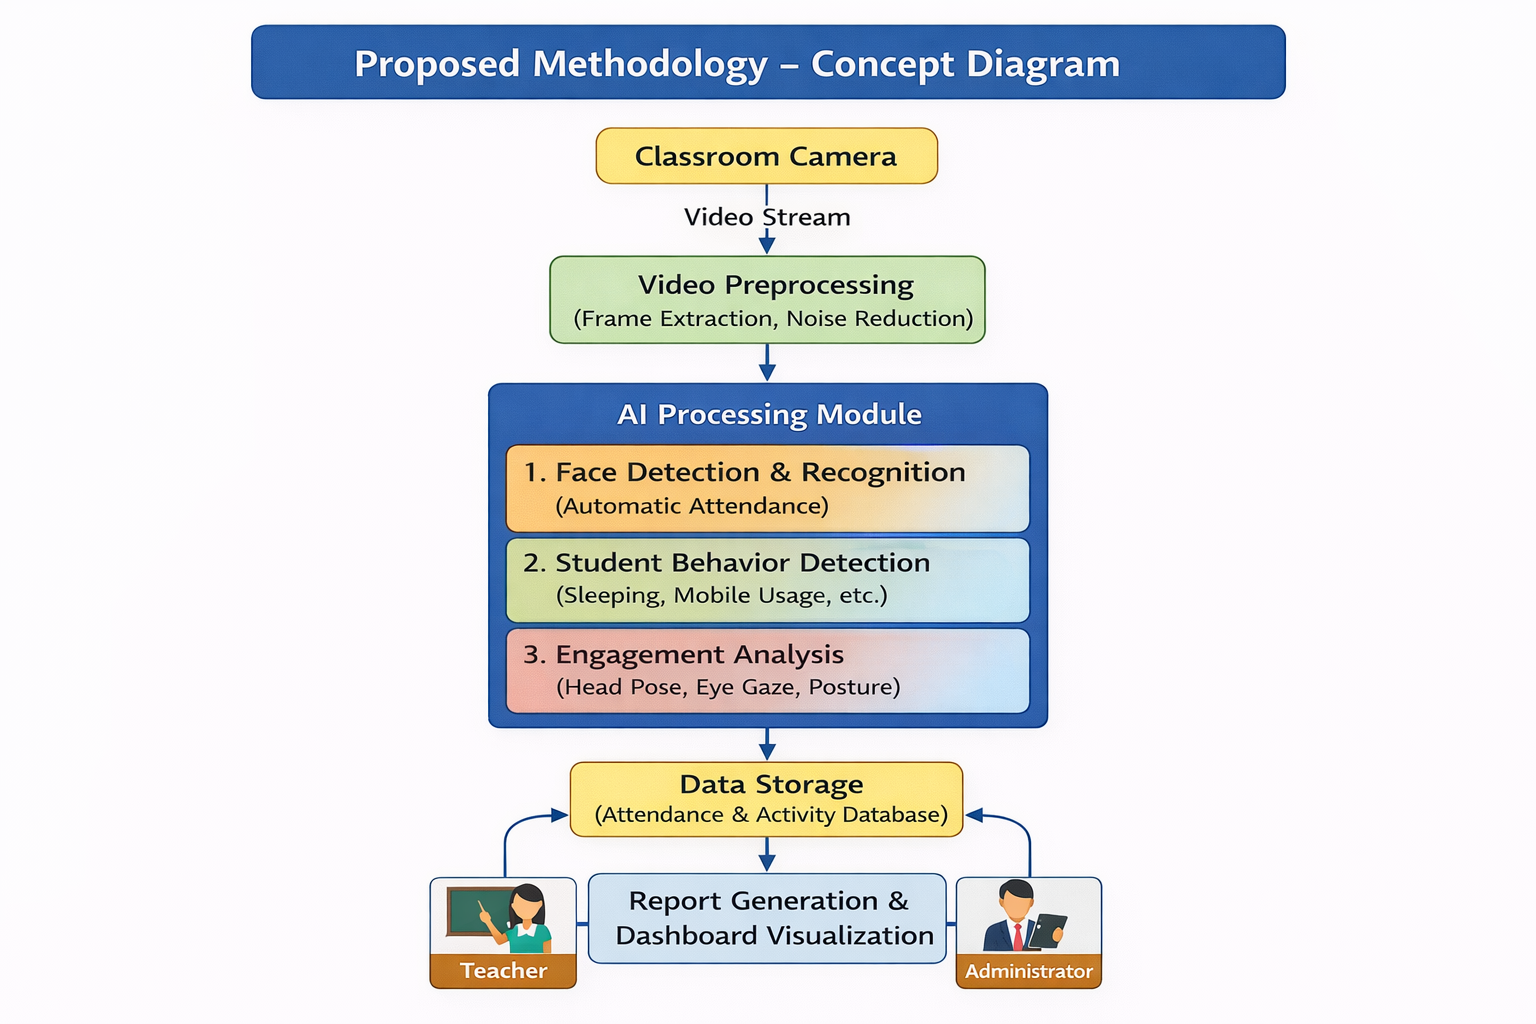 Proposed Methodology – Concept Diagram
Classroom Camera
Video Stream
Video Preprocessing
(Frame Extraction, Noise Reduction)
AI Processing Module
1. Face Detection & Recognition
(Automatic Attendance)
2. Student Behavior Detection
(Sleeping, Mobile Usage, etc.)
3. Engagement Analysis
(Head Pose, Eye Gaze, Posture)
Data Storage
(Attendance & Activity Database)
Report Generation &
Dashboard Visualization
Teacher
Administrator